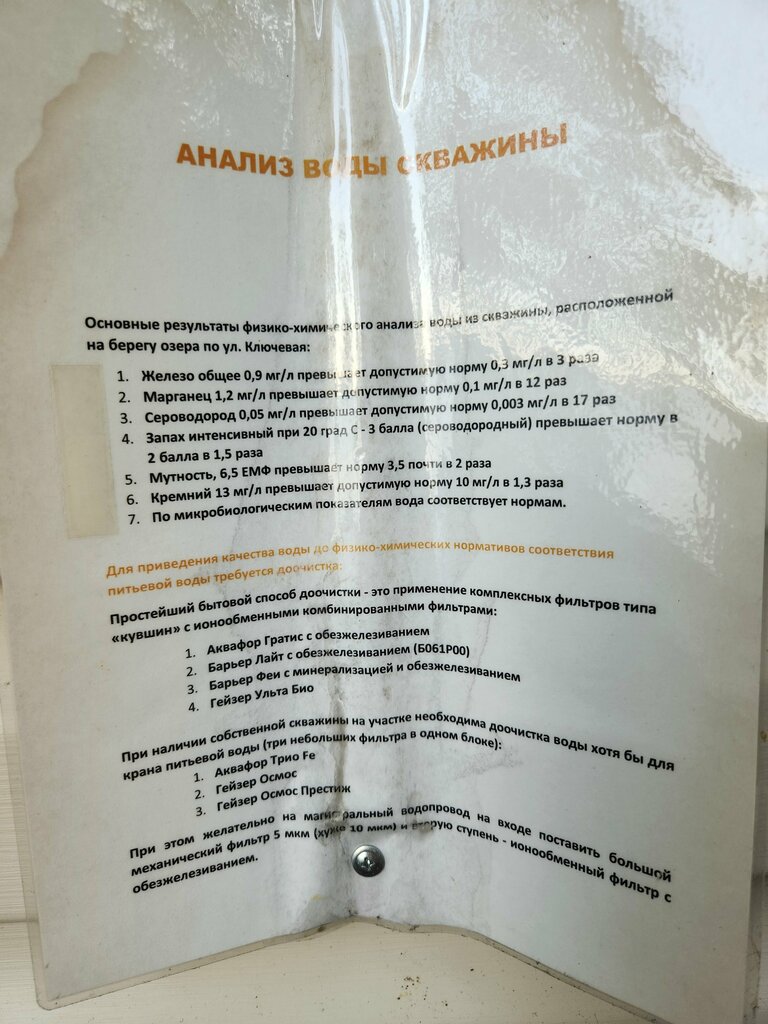 АНАЛИЗ ВОДЫ СКВАЖИНЫ
Основные результаты физико-химического анализа воды из скважины, расположенной
на берегу озера по ул. Ключевая:
1. Железо общее 0,9 мг/л превышает допустимую норму 0,3 мг/л в 3 раза
2. Марганец 1,2 мг/л превышает допустимую норму 0,1 мг/л в 12 раз
3. Сероводород 0,05 мг/л превышает допустимую норму 0,003 мг/л в 17 раз
4. Запах интенсивный при 20 град С - 3 балла (сероводородный) превышает норму в
2 балла в 1,5 раза
5. Мутность, 6,5 ЕМФ превышает норму 3,5 почти в 2 раза
6. Кремний 13 мг/л превышает допустимую норму 10 мг/л в 1,3 раза
7. По микробиологическим показателям вода соответствует нормам.
Для приведения качества воды до физико-химических нормативов соответствия
питьевой воды требуется доочистка:
Простейший бытовой способ доочистки - это применение комплексных фильтров типа
«кувшин» с ионообменными комбинированными фильтрами:
1. Аквафор Гратис с обезжелезиванием
2. Барьер Лайт с обезжелезиванием (Б061Р00)
3. Барьер Феи с минерализацией и обезжелезиванием
4. Гейзер Ульта Био
При наличии собственной скважины на участке необходима доочистка воды хотя бы для
крана питьевой воды (три небольших фильтра в одном блоке):
1. Аквафор Трио Fe
2. Гейзер Осмос
3. Гейзер Осмос Престиж
При этом желательно на магистральный водопровод на входе поставить большой
механический фильтр 5 мкм (хуже 10 мкм) и вторую ступень - ионообменный фильтр с
обезжелезиванием.